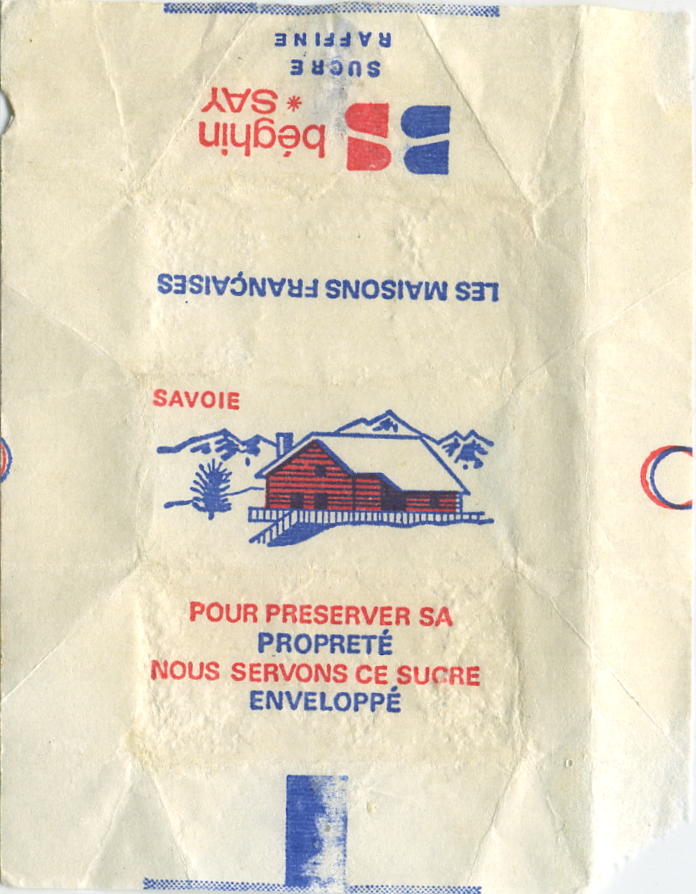 SUCRE
RAFFINE
béghin
* SAY
LES MAISONS FRANÇAISES
SAVOIE
POUR PRESERVER SA
PROPRETÉ
NOUS SERVONS CE SUCRE
ENVELOPPÉ